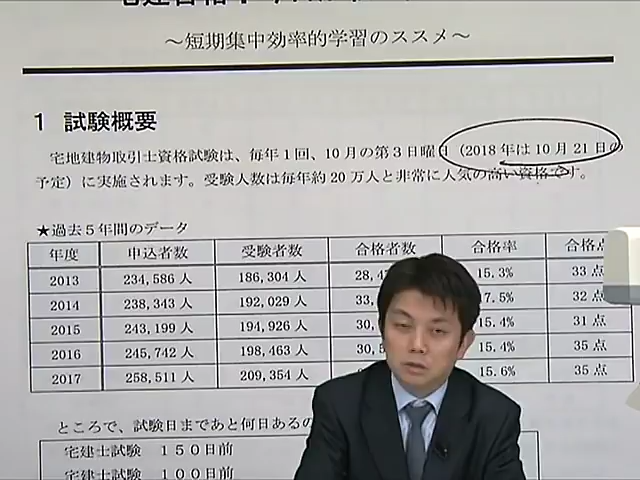 ～短期集中効率的学習のススメ～
1 試験概要
宅地建物取引士資格試験は、毎年1回、10月の第3日曜日（2018年は10月21日の
予定）に実施されます。受験人数は毎年約20万人と非常に人気の高い資格です。
★過去5年間のデータ
年度 申込者数 受験者数 合格者数 合格率 合格点
2013 234,586人 186,304人 28,4 15.3% 33点
2014 238,343人 192,029人 33, 7.5% 32点
2015 243,199人 194,926人 30, 15.4% 31点
2016 245,742人 198,463人 30, 15.4% 35点
2017 258,511人 209,354人 15.6% 35点
ところで、試験日まであと何日あるの
宅建士試験 150日前
宅建士試験 100日前